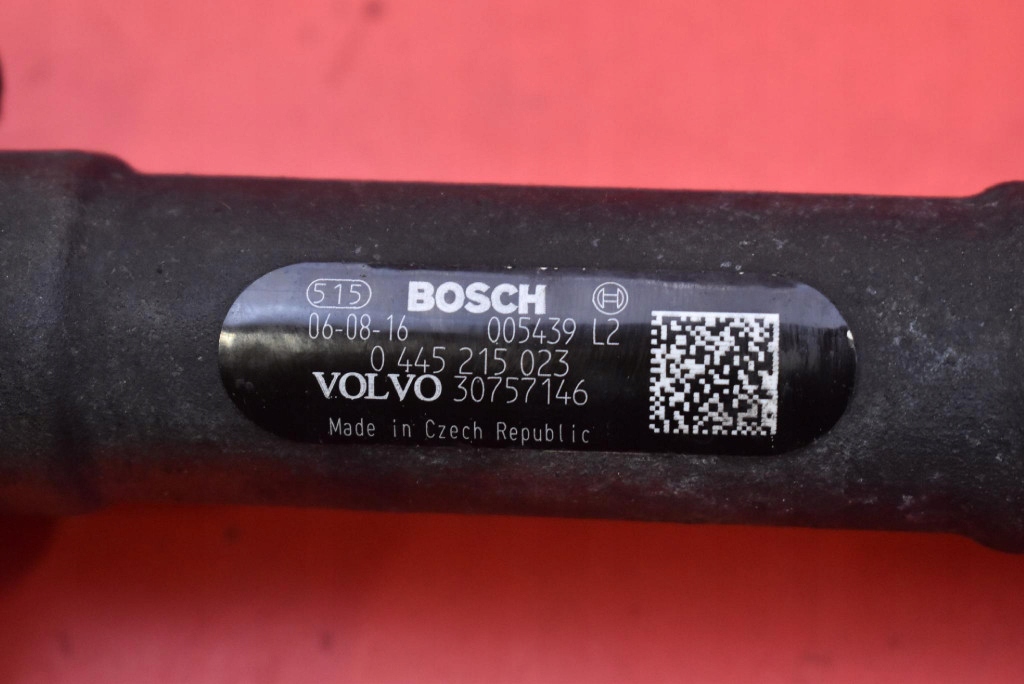 515 BOSCH
06-08-16 005439 L2
0 445 215 023
VOLVO 30757146
Made in Czech Republic